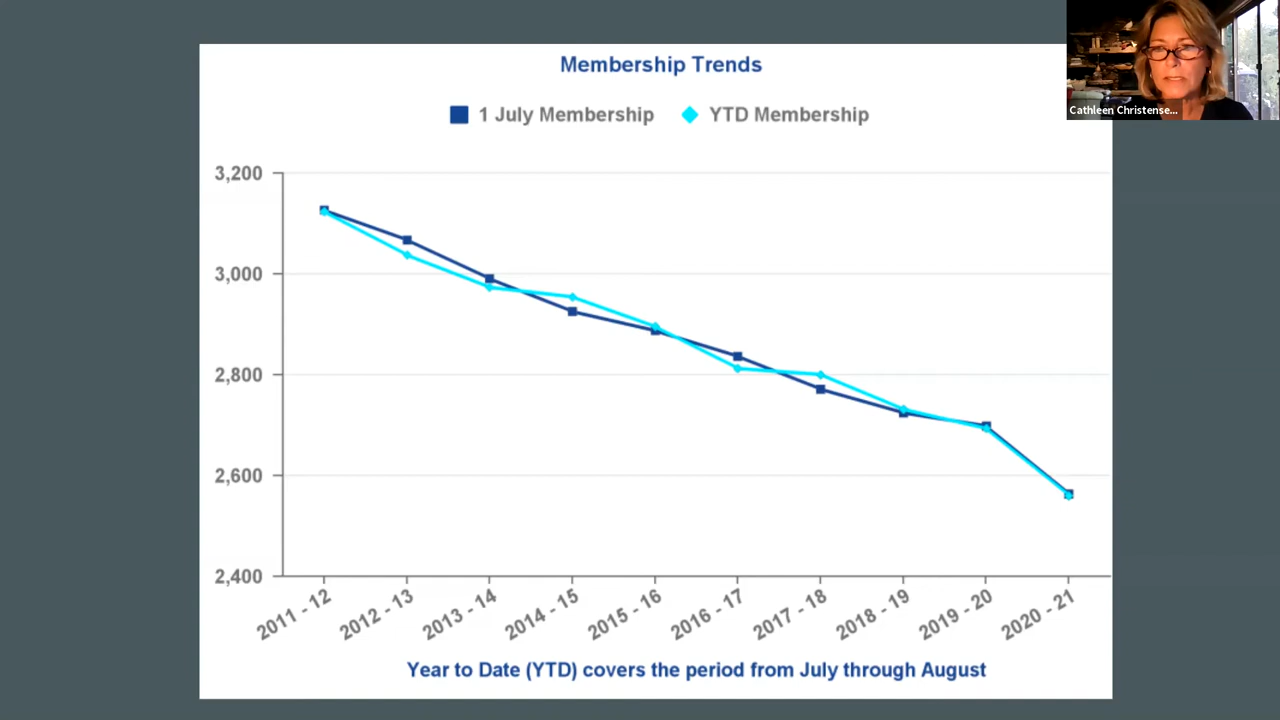 Membership Trends
1 July Membership YTD Membership
Cathleen Christense...
3,200
3,000
2,800
2,600
2,400
2011 - 12 2012 - 13 2013 - 14 2014 - 15 2015 - 16 2016 - 17 2017 - 18 2018 - 19 2019 - 20 2020 - 21
Year to Date (YTD) covers the period from July through August